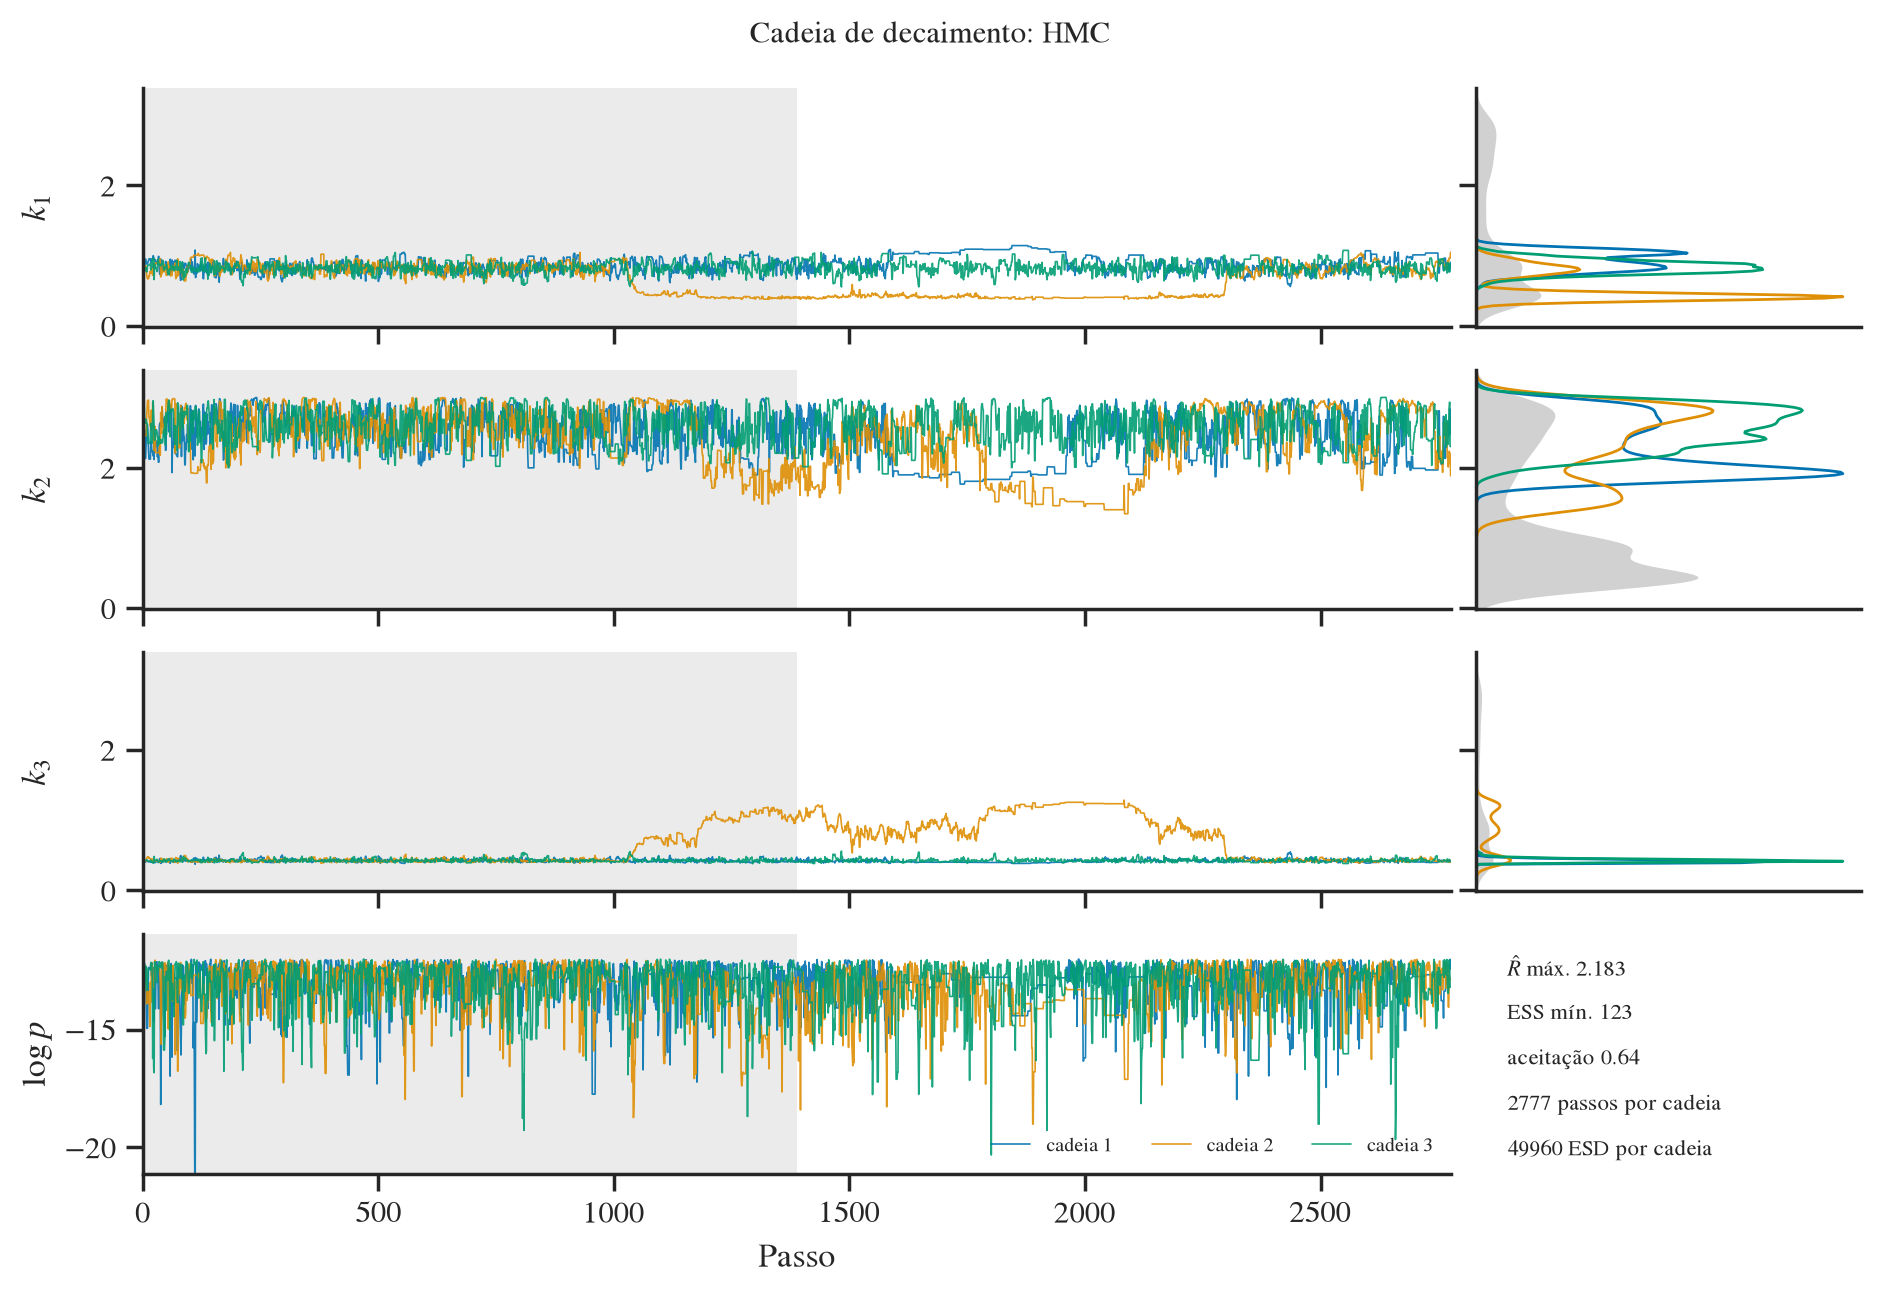 Cadeia de decaimento: HMC
k₁
2
0
k₂
2
0
k₃
2
0
log p
−15
−20
cadeia 1
cadeia 2
cadeia 3
R̂ máx. 2.183
ESS mín. 123
aceitação 0.64
2777 passos por cadeia
49960 ESD por cadeia
0 500 1000 1500 2000 2500
Passo